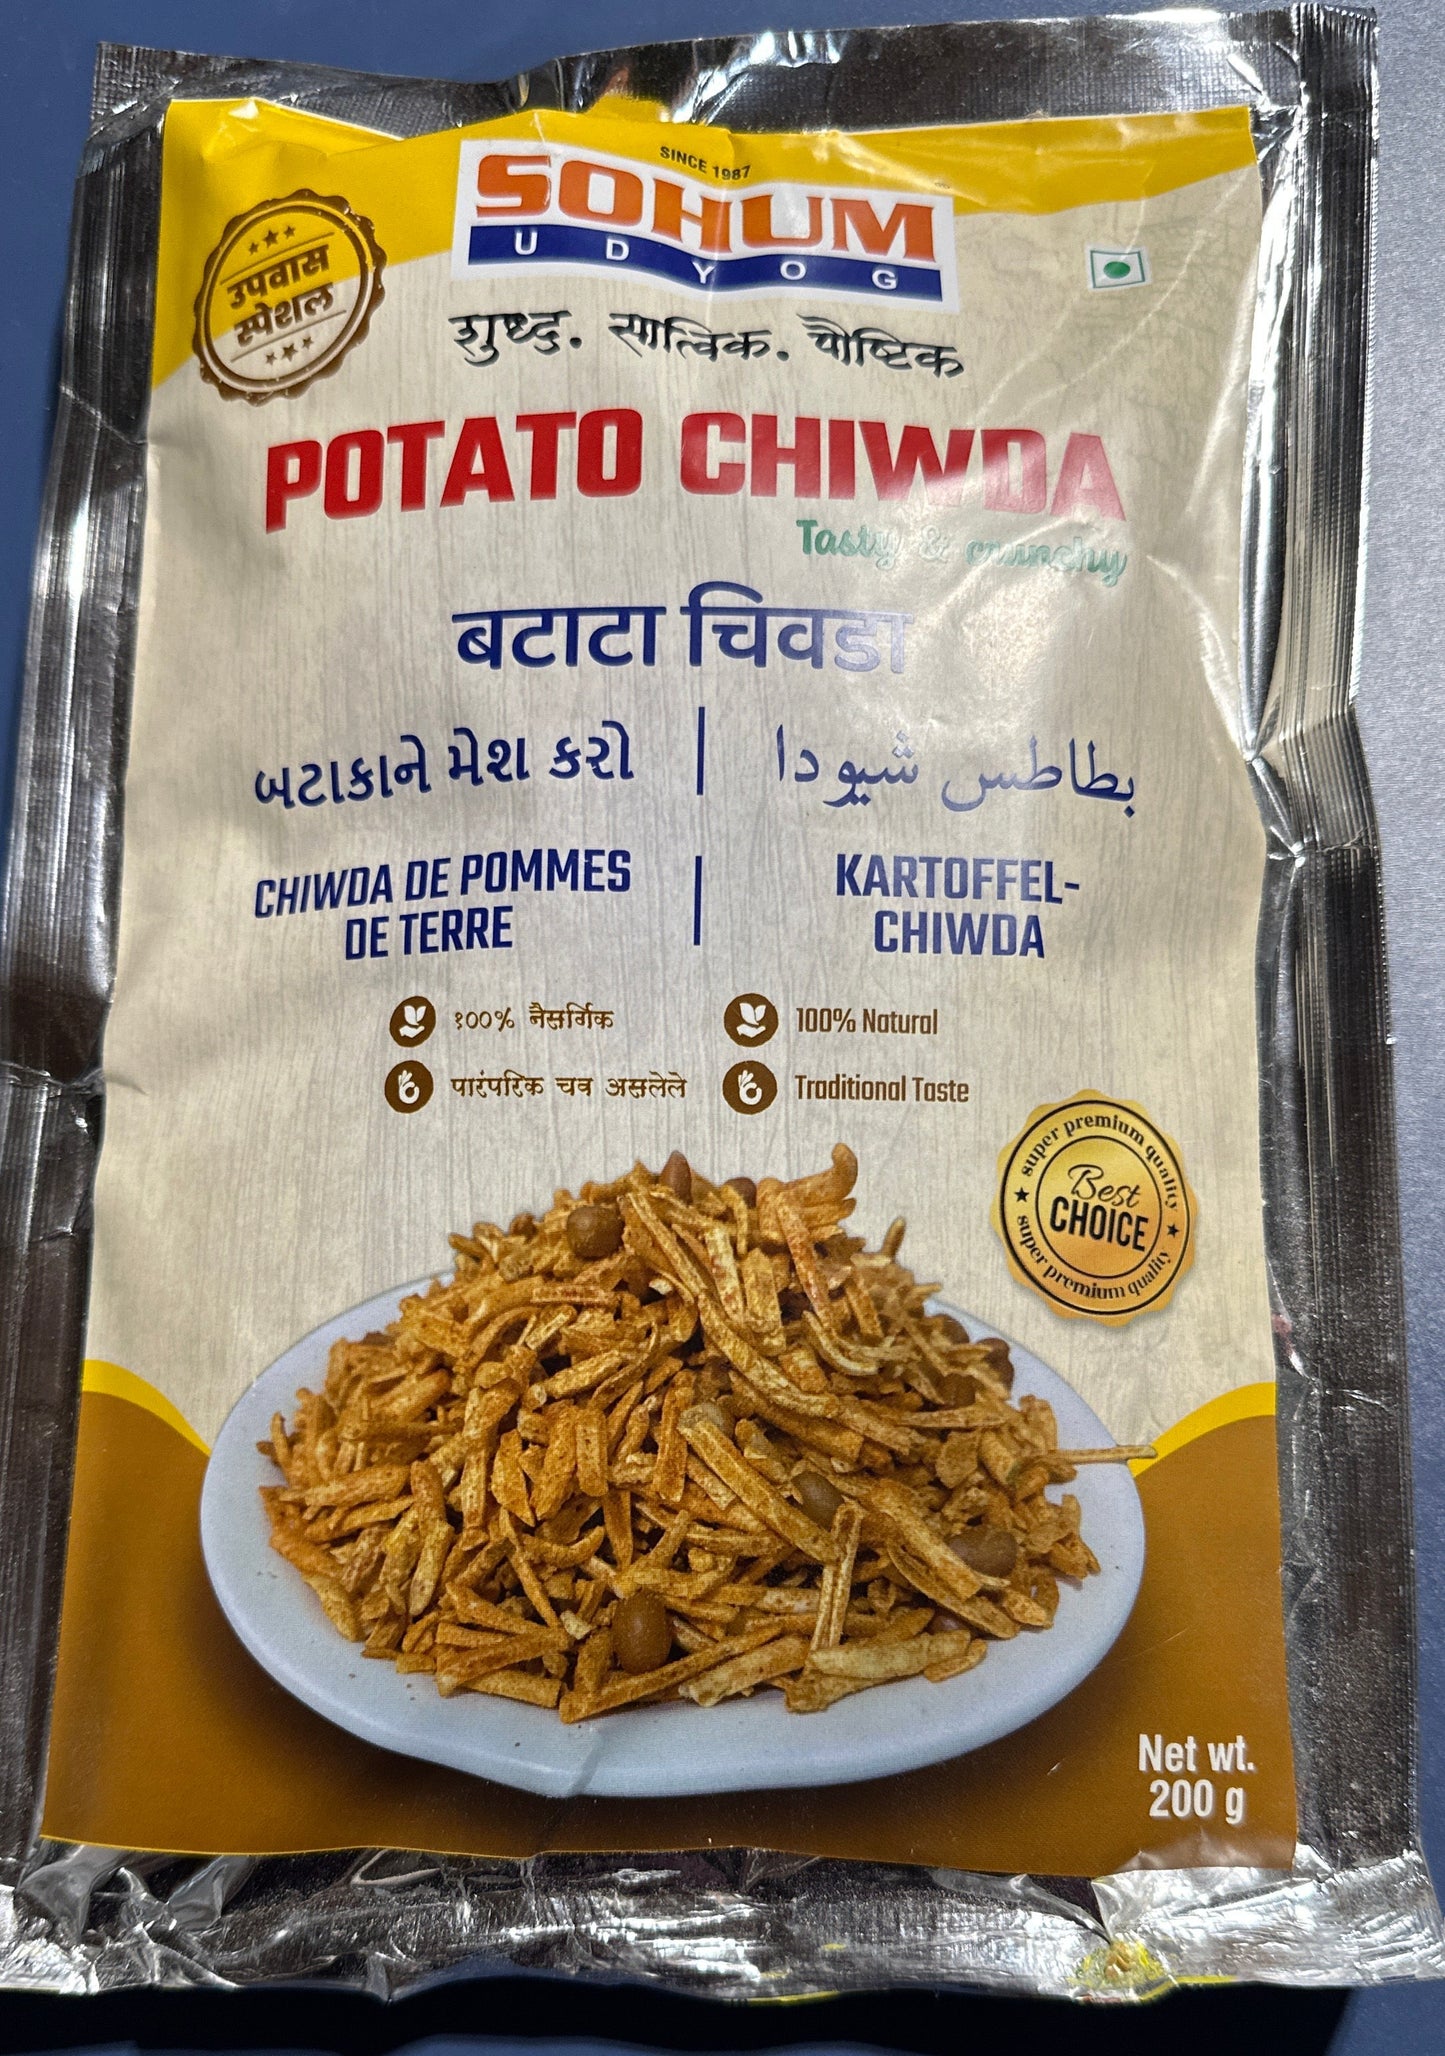 SINCE 1987
SOHUM
UDYOG
उपवास
स्पेशल
शुध्द. सात्विक. पौष्टिक
POTATO CHIWDA
Tasty & crunchy
बटाटा चिवडा
બટાકાને મેશ કરો
بطاطس شيودا
CHIWDA DE POMMES
DE TERRE
KARTOFFEL-
CHIWDA
१००% नैसर्गिक
100% Natural
पारंपरिक चव असलेले
Traditional Taste
super premium quality
Best
CHOICE
super premium quality
Net wt.
200 g